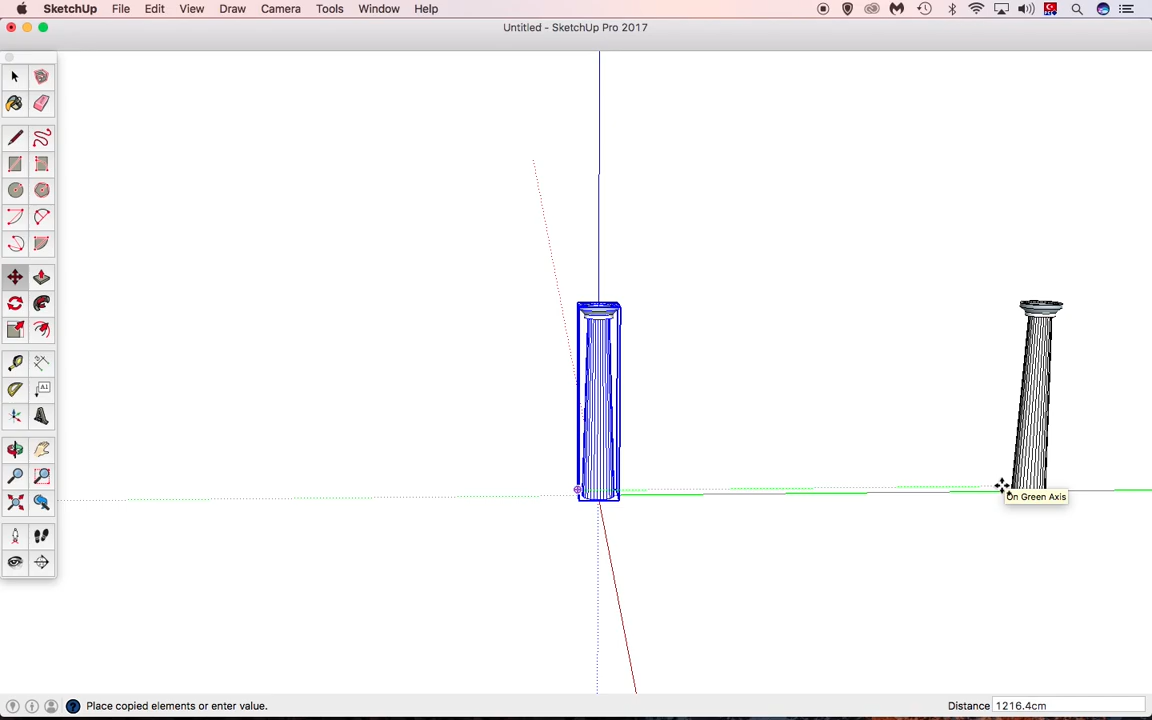 SketchUp File Edit View Draw Camera Tools Window Help
Untitled - SketchUp Pro 2017
A1
On Green Axis
Place copied elements or enter value.
Distance 1216.4cm